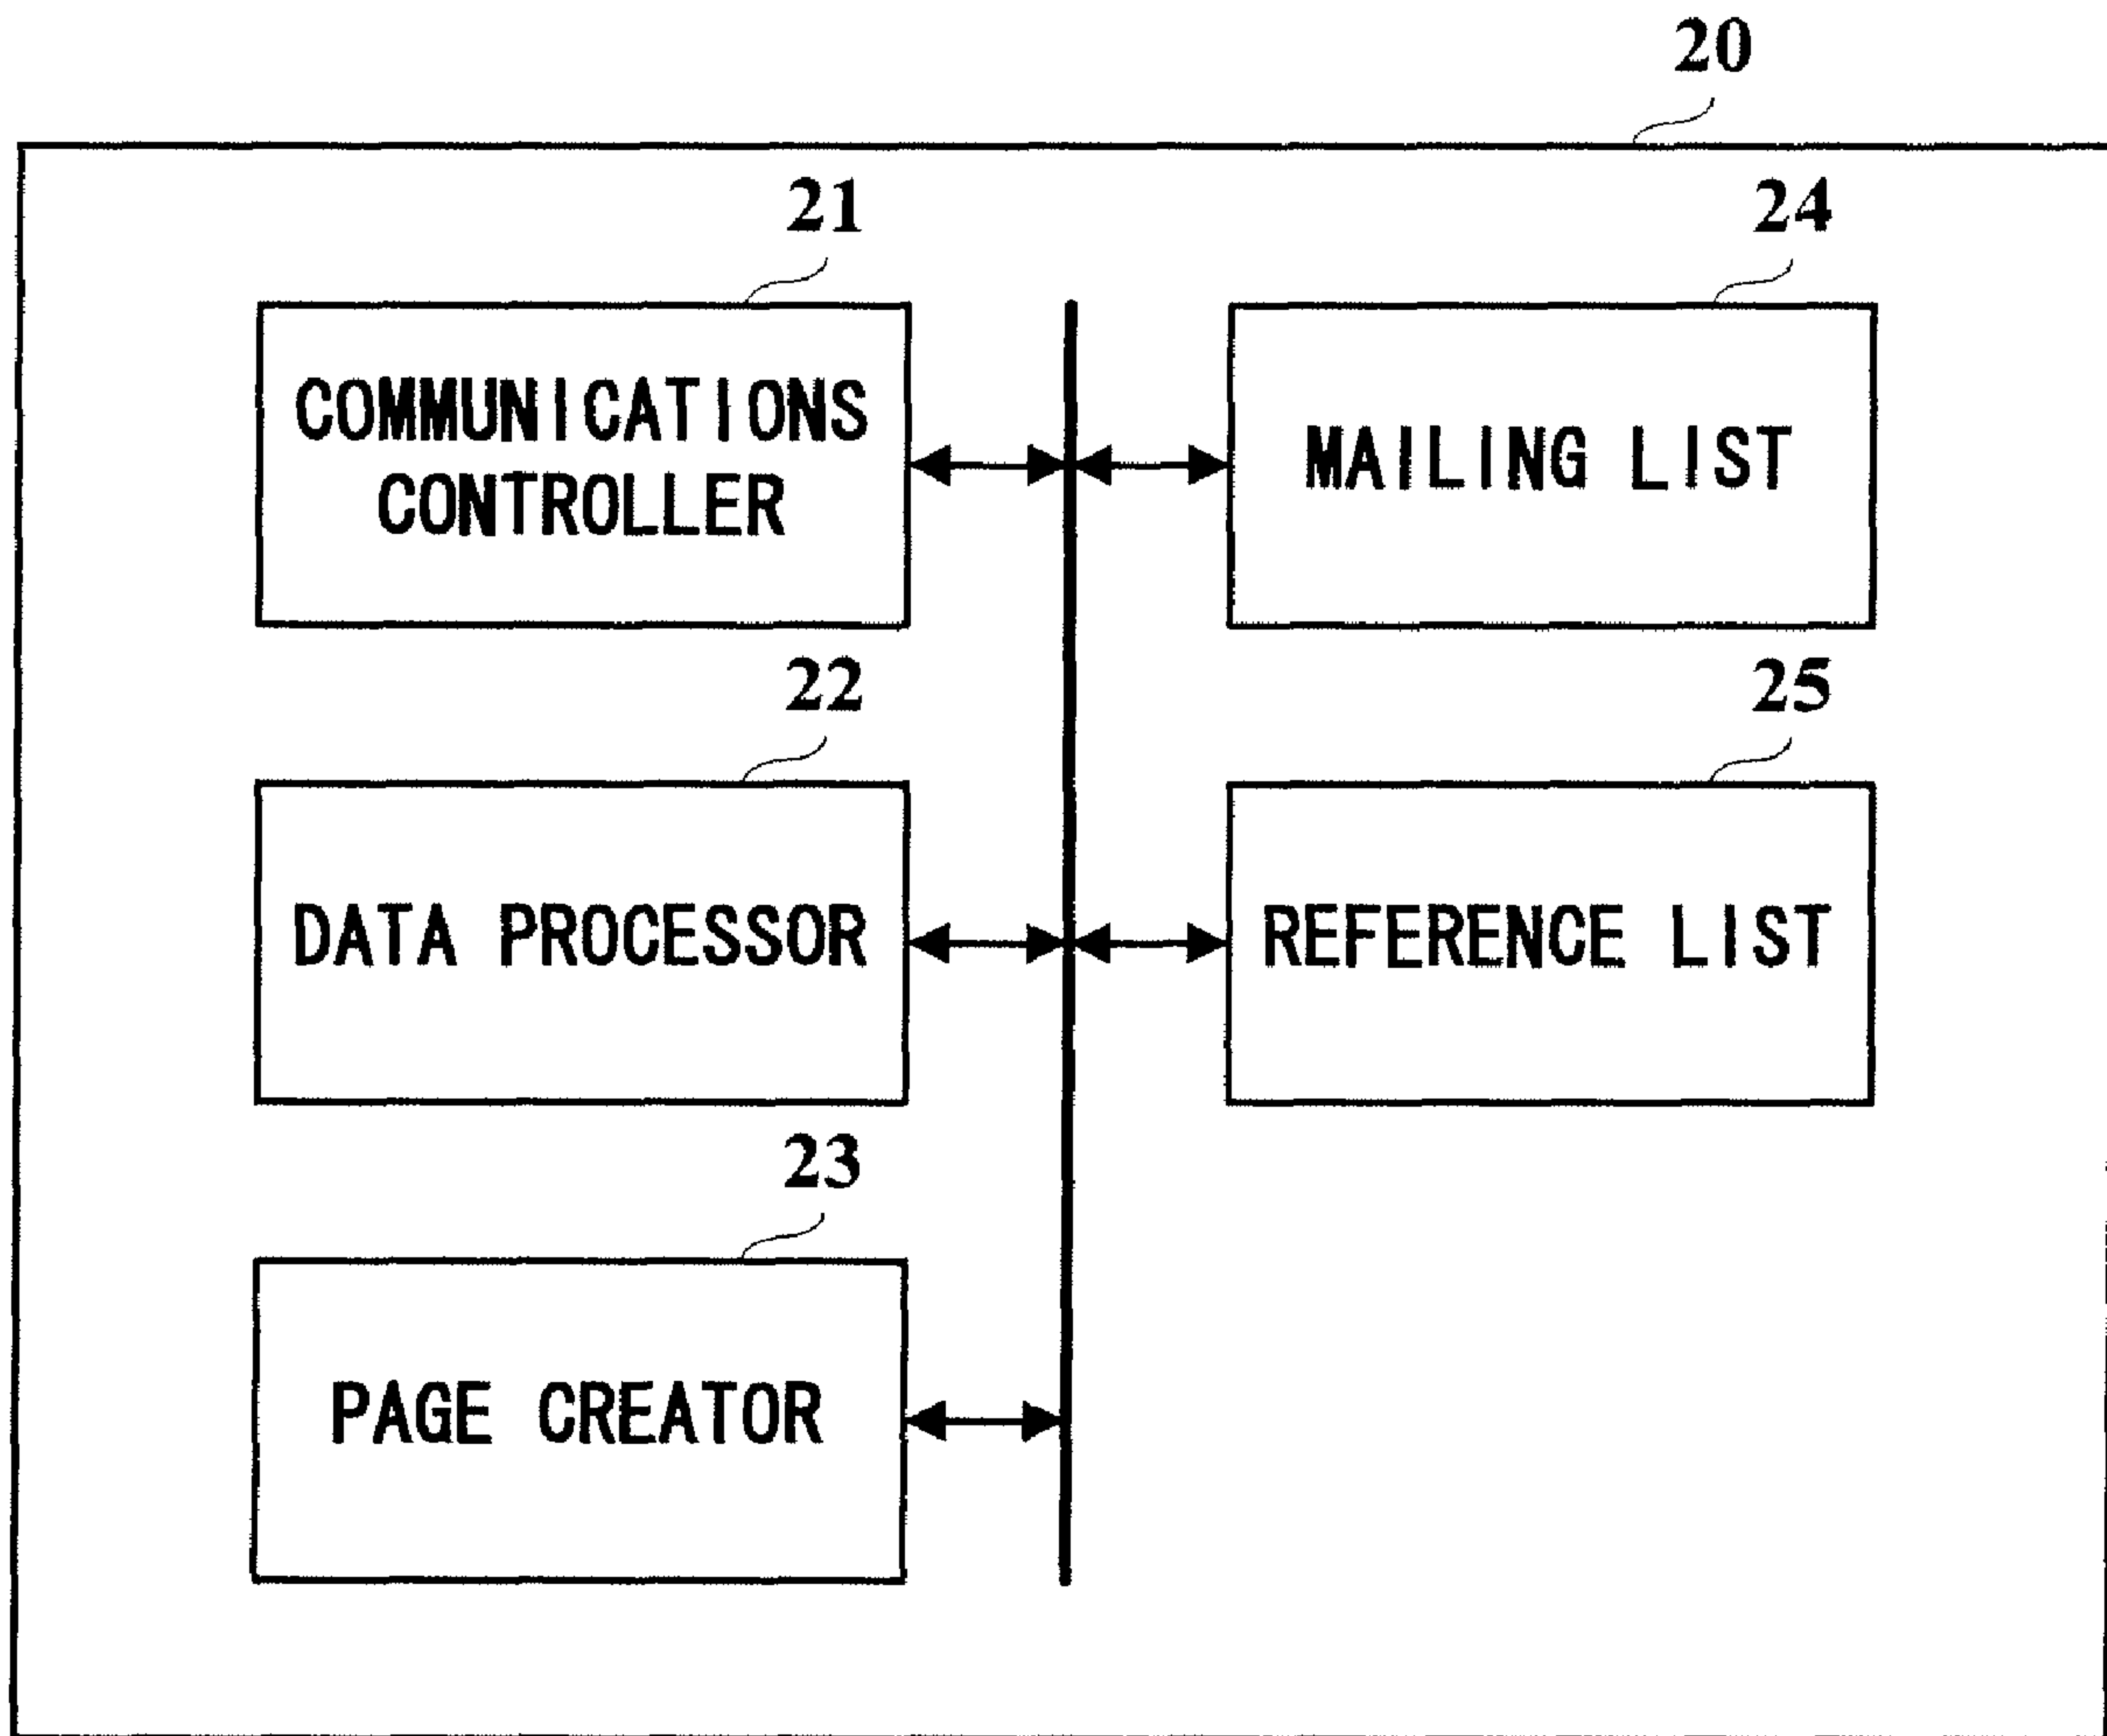 20
21
COMMUNICATIONS
CONTROLLER
24
MAILING LIST
22
DATA PROCESSOR
25
REFERENCE LIST
23
PAGE CREATOR